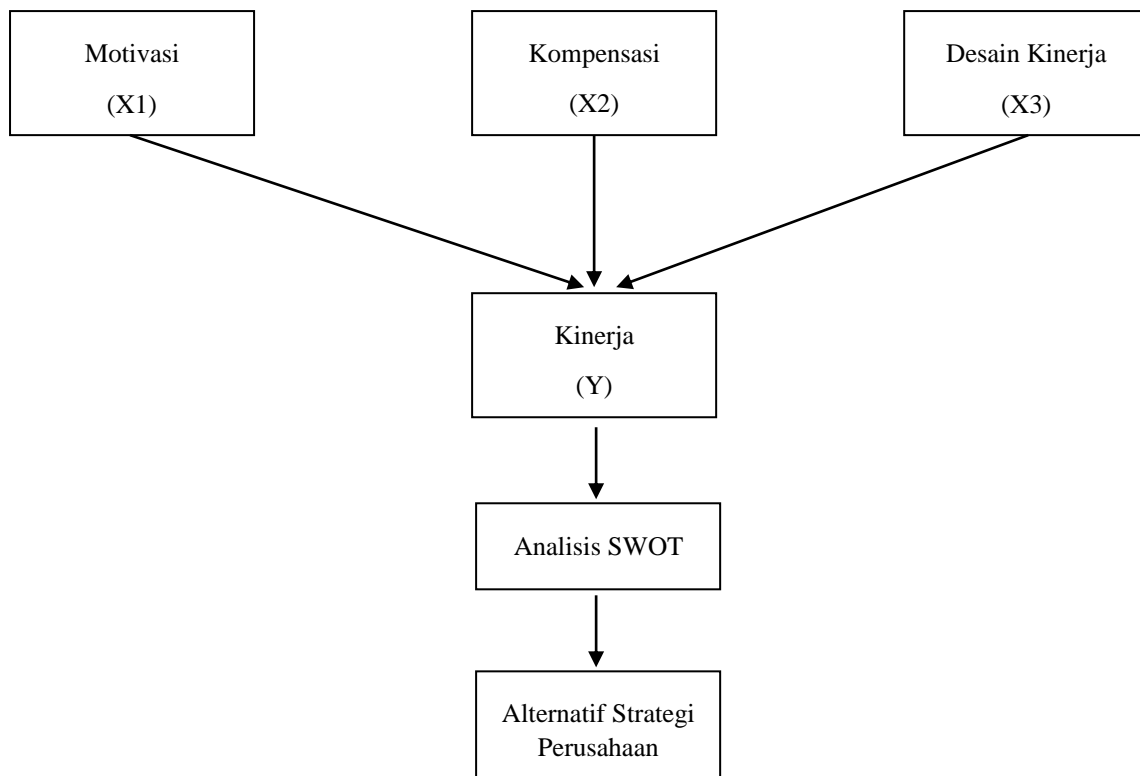 Motivasi
(X1)
Kompensasi
(X2)
Desain Kinerja
(X3)
Kinerja
(Y)
Analisis SWOT
Alternatif Strategi
Perusahaan